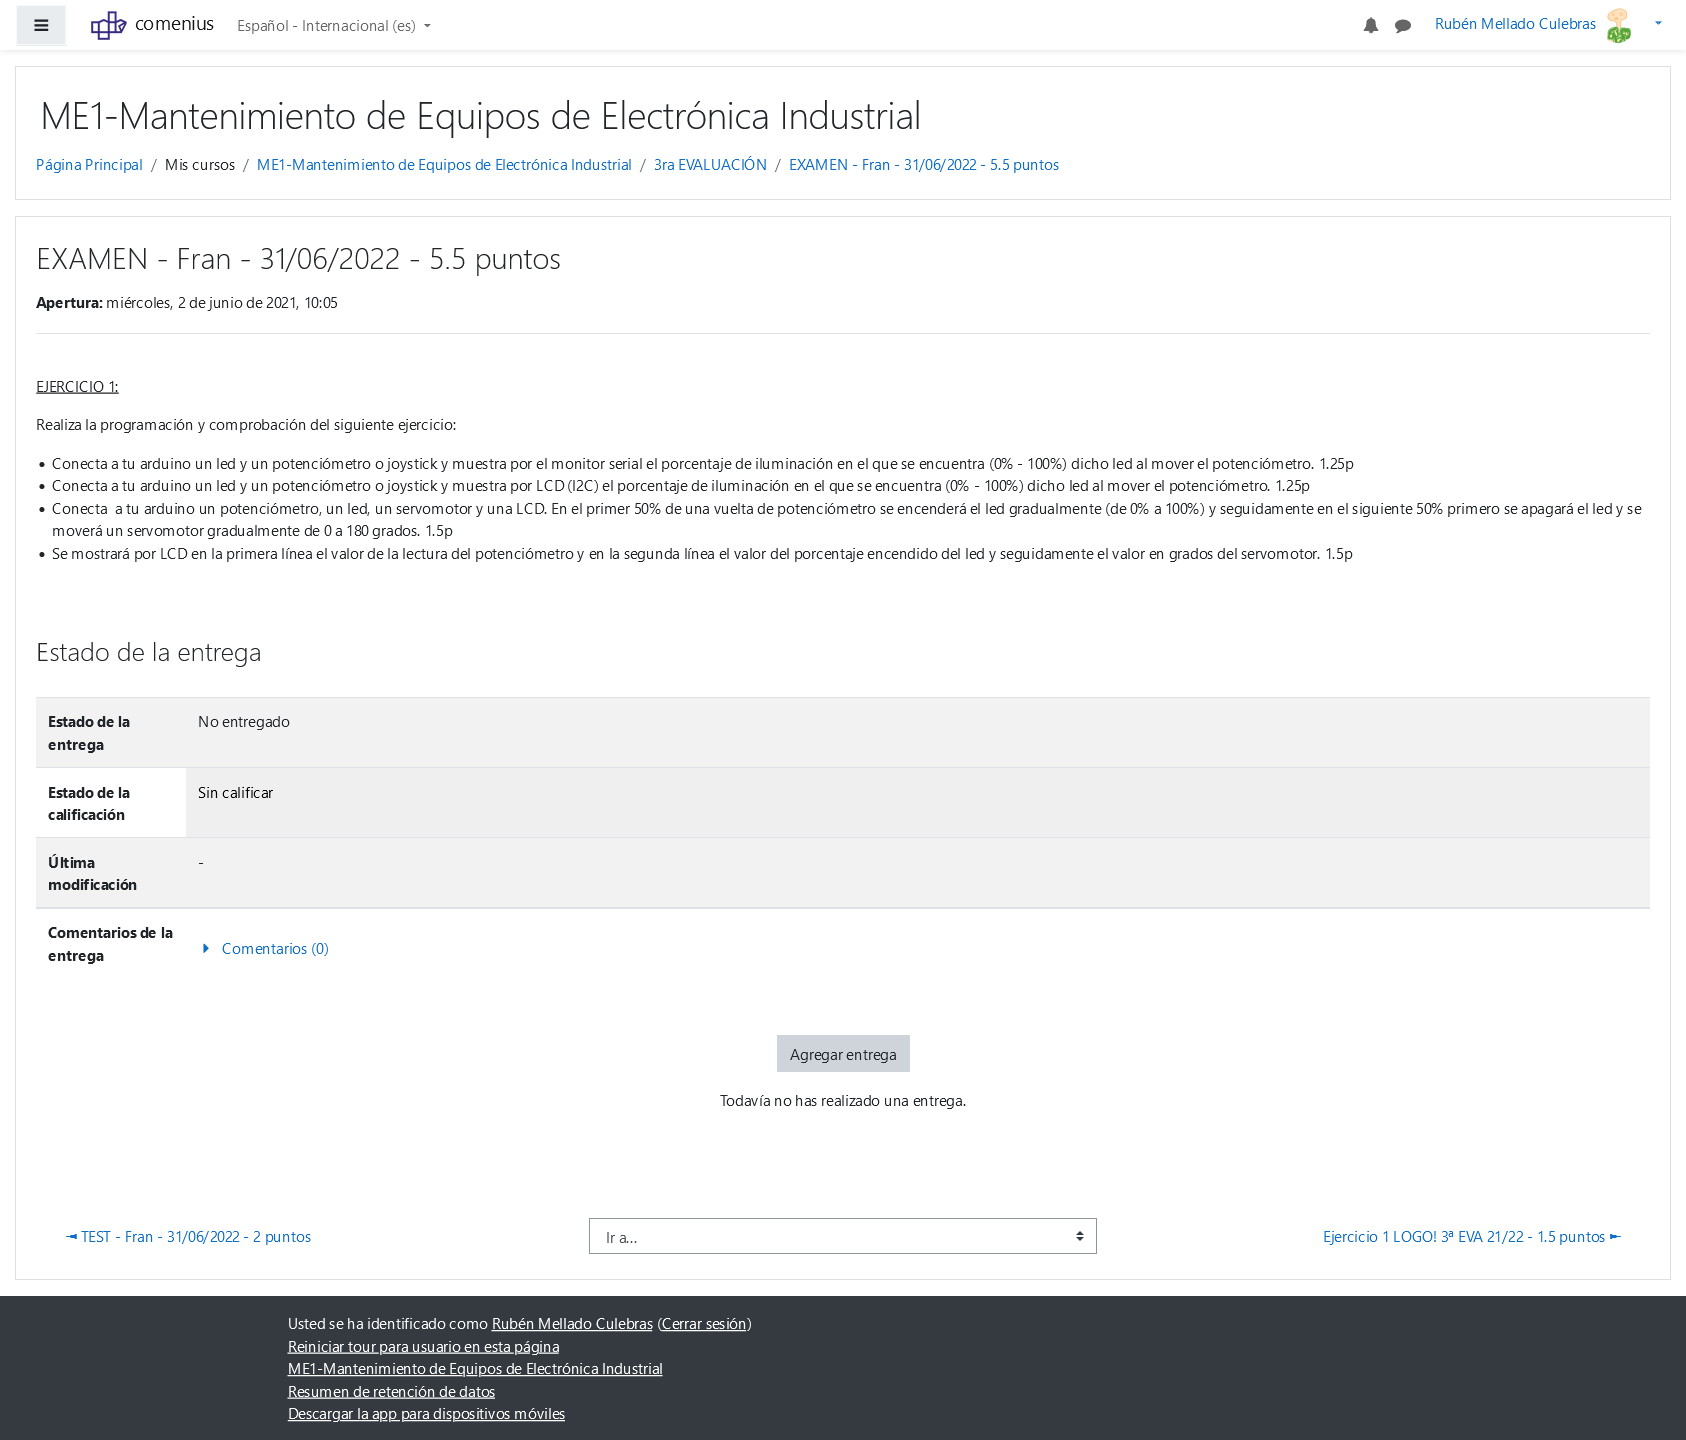 comenius
Español - Internacional (es)
Rubén Mellado Culebras
ME1-Mantenimiento de Equipos de Electrónica Industrial
Página Principal / Mis cursos / ME1-Mantenimiento de Equipos de Electrónica Industrial / 3ra EVALUACIÓN / EXAMEN - Fran - 31/06/2022 - 5.5 puntos
EXAMEN - Fran - 31/06/2022 - 5.5 puntos
Apertura: miércoles, 2 de junio de 2021, 10:05
EJERCICIO 1:
Realiza la programación y comprobación del siguiente ejercicio:
• Conecta a tu arduino un led y un potenciómetro o joystick y muestra por el monitor serial el porcentaje de iluminación en el que se encuentra (0% - 100%) dicho led al mover el potenciómetro. 1.25p
• Conecta a tu arduino un led y un potenciómetro o joystick y muestra por LCD (I2C) el porcentaje de iluminación en el que se encuentra (0% - 100%) dicho led al mover el potenciómetro. 1.25p
• Conecta  a tu arduino un potenciómetro, un led, un servomotor y una LCD. En el primer 50% de una vuelta de potenciómetro se encenderá el led gradualmente (de 0% a 100%) y seguidamente en el siguiente 50% primero se apagará el led y se
moverá un servomotor gradualmente de 0 a 180 grados. 1.5p
• Se mostrará por LCD en la primera línea el valor de la lectura del potenciómetro y en la segunda línea el valor del porcentaje encendido del led y seguidamente el valor en grados del servomotor. 1.5p
Estado de la entrega
Estado de la
entrega
No entregado
Estado de la
calificación
Sin calificar
Última
modificación
-
Comentarios de la
entrega
Comentarios (0)
Agregar entrega
Todavía no has realizado una entrega.
◄ TEST - Fran - 31/06/2022 - 2 puntos
Ir a...
Ejercicio 1 LOGO! 3ª EVA 21/22 - 1.5 puntos ►
Usted se ha identificado como Rubén Mellado Culebras (Cerrar sesión)
Reiniciar tour para usuario en esta página
ME1-Mantenimiento de Equipos de Electrónica Industrial
Resumen de retención de datos
Descargar la app para dispositivos móviles